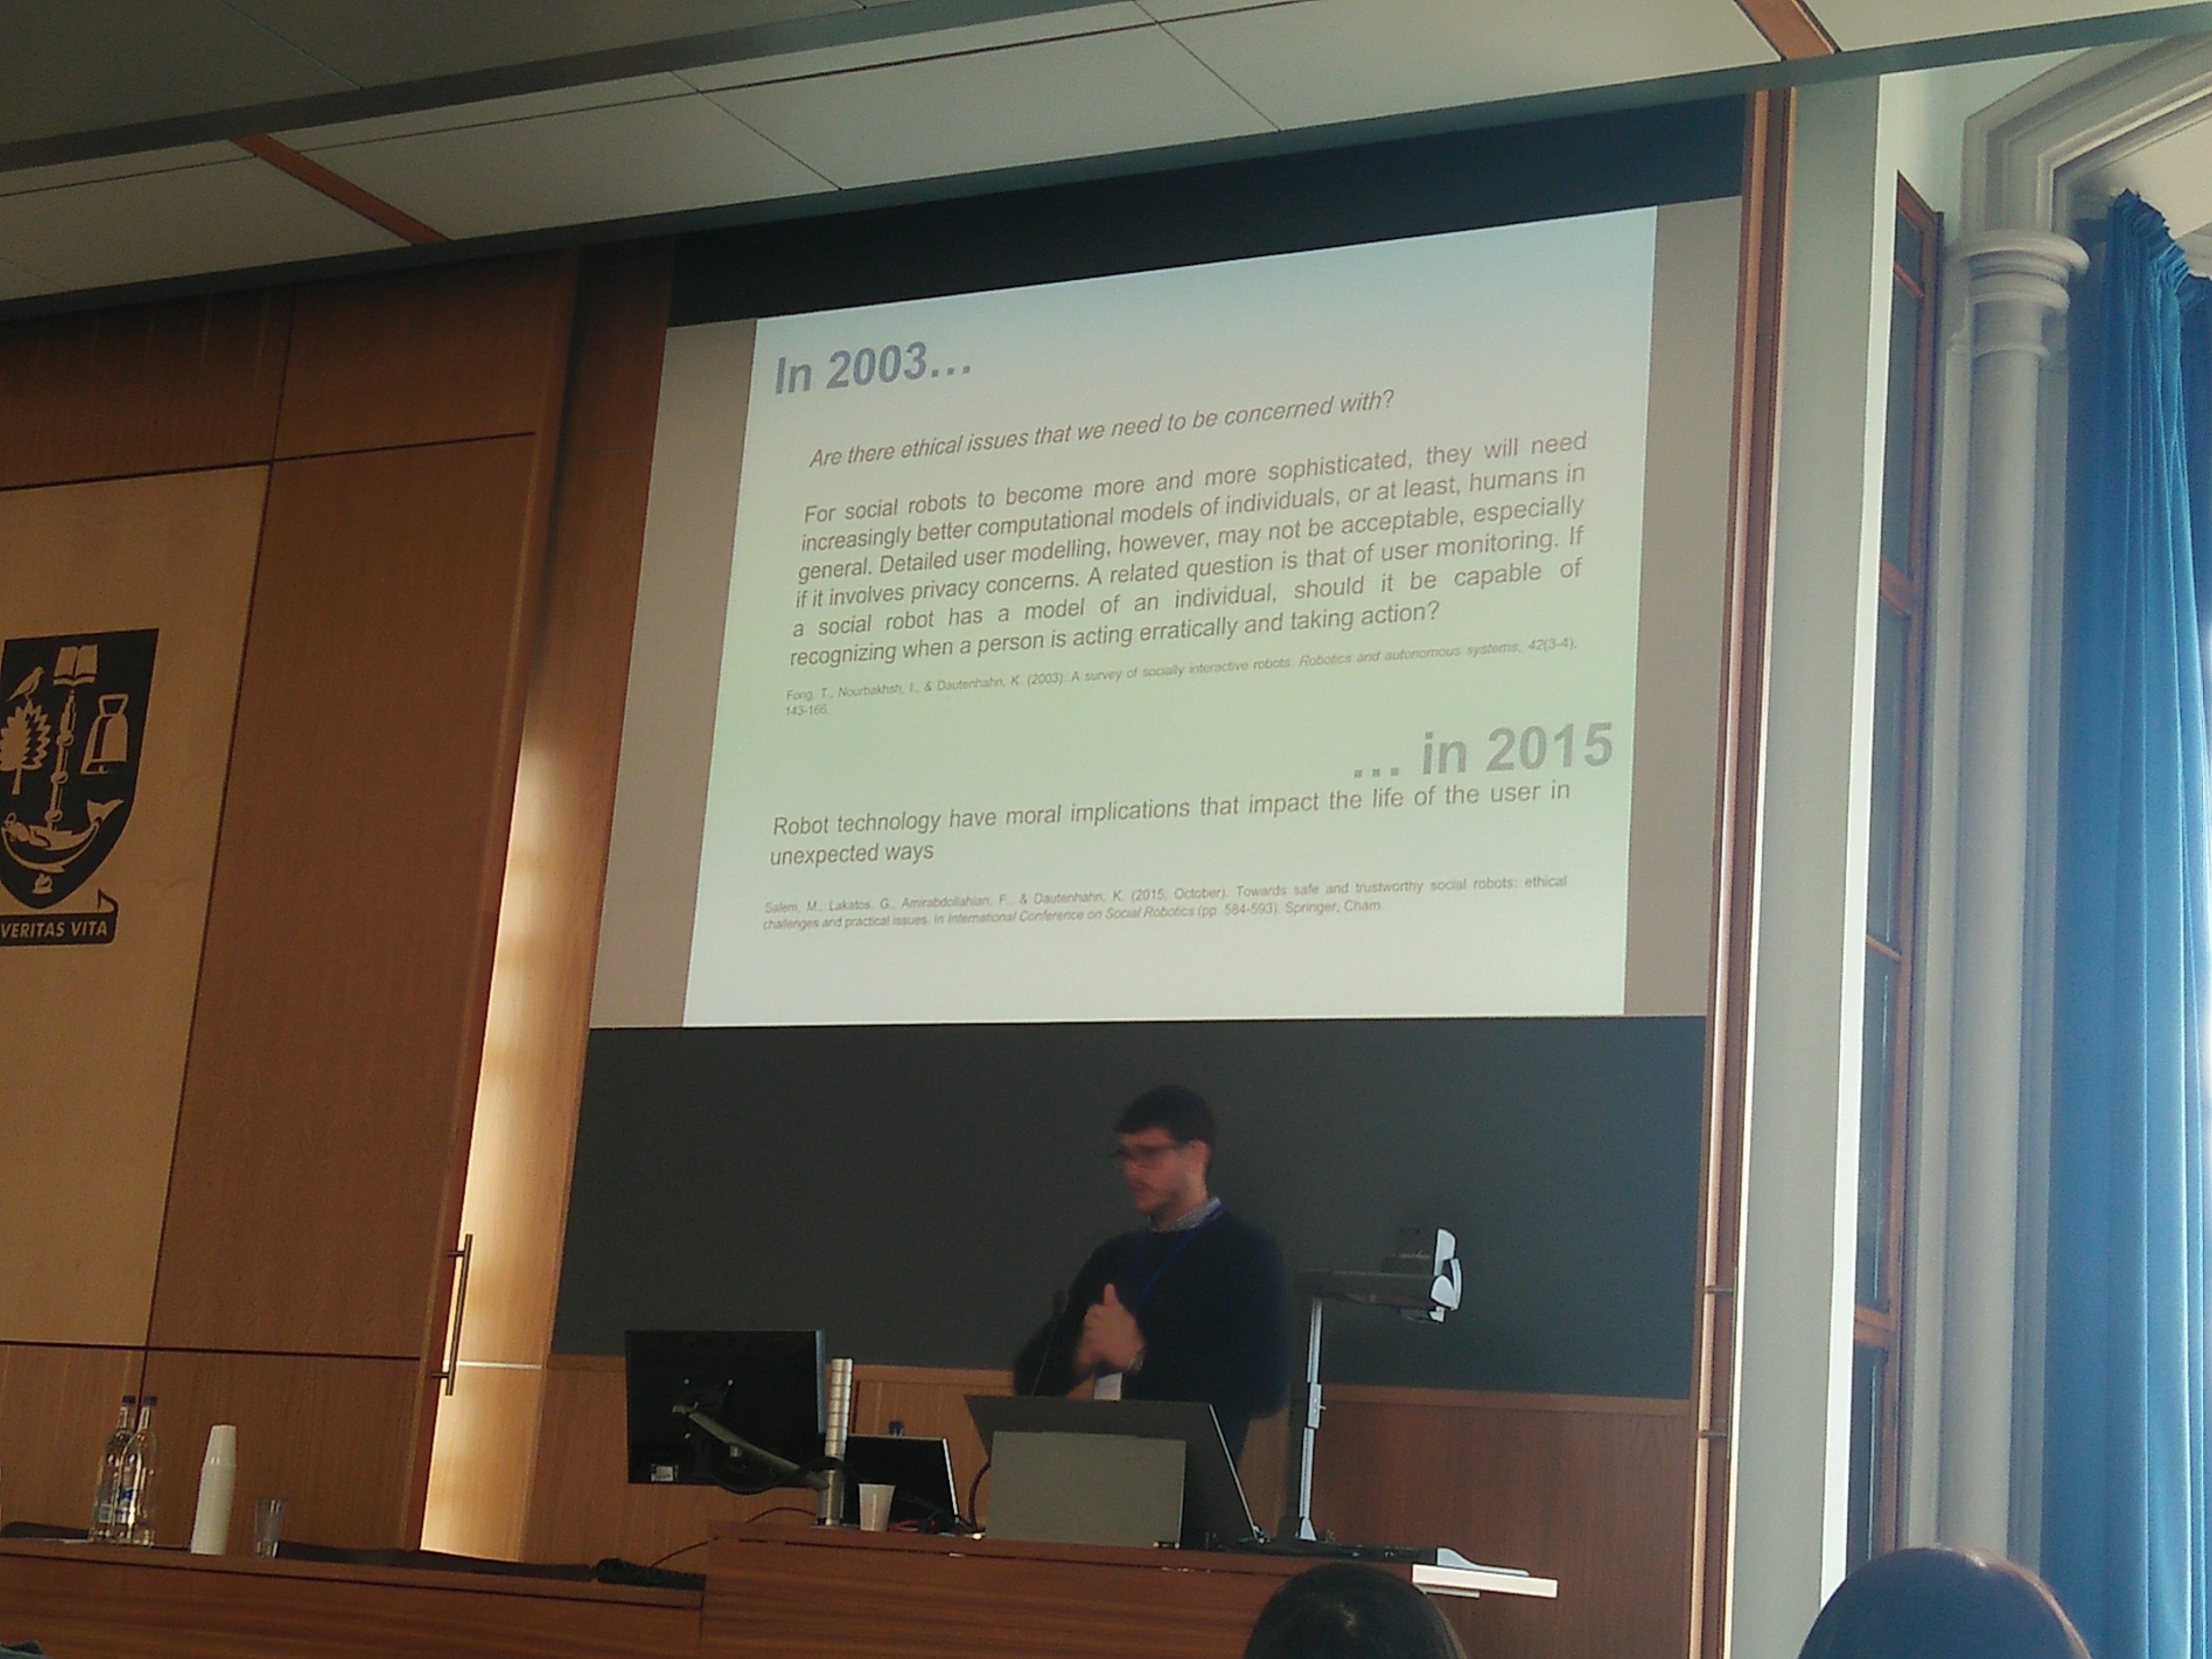 In 2003...
Are there ethical issues that we need to be concerned with?
For social robots to become more and more sophisticated, they will need
increasingly better computational models of individuals, or at least, humans in
general. Detailed user modelling, however, may not be acceptable, especially
if it involves privacy concerns. A related question is that of user monitoring. If
a social robot has a model of an individual, should it be capable of
recognizing when a person is acting erratically and taking action?
Fong, T., Nourbakhsh, I., & Dautenhahn, K. (2003). A survey of socially interactive robots. Robotics and autonomous systems, 42(3-4),
143-166.
... in 2015
Robot technology have moral implications that impact the life of the user in
unexpected ways
Salem, M., Lakatos, G., Amirabdollahian, F., & Dautenhahn, K. (2015, October). Towards safe and trustworthy social robots: ethical
challenges and practical issues. In International Conference on Social Robotics (pp. 584-593). Springer, Cham.
VERITAS VITA